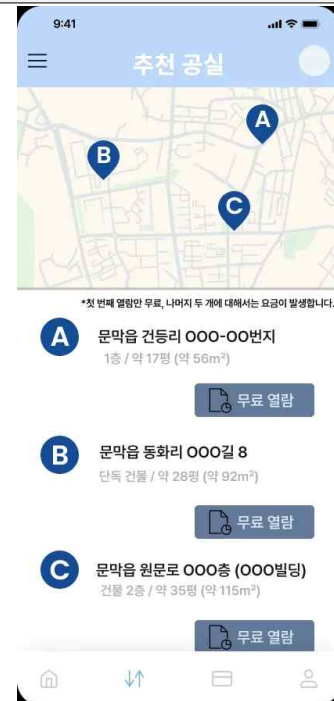 9:41
추천 공실
A
B
C
*첫 번째 열람만 무료, 나머지 두 개에 대해서는 요금이 발생합니다.
A
문막읍 건등리 OOO-OO번지
1층 / 약 17평 (약 56m²)
무료 열람
B
문막읍 동화리 OOO길 8
단독 건물 / 약 28평 (약 92m²)
무료 열람
C
문막읍 원문로 OOO층 (OOO빌딩)
건물 2층 / 약 35평 (약 115m²)
무료 열람